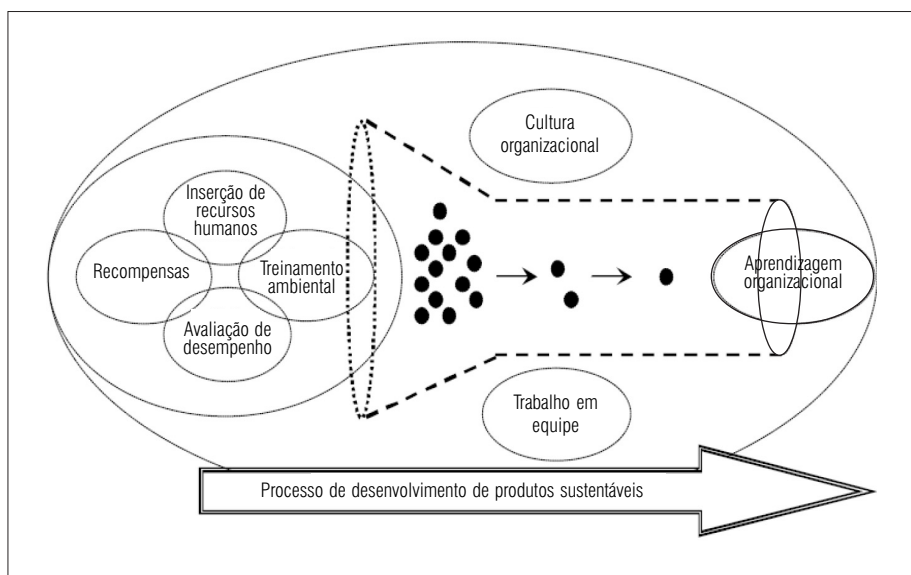 Cultura
organizacional
Inserção de
recursos
humanos
Recompensas
Treinamento
ambiental
Avaliação de
desempenho
Aprendizagem
organizacional
Trabalho em
equipe
Processo de desenvolvimento de produtos sustentáveis